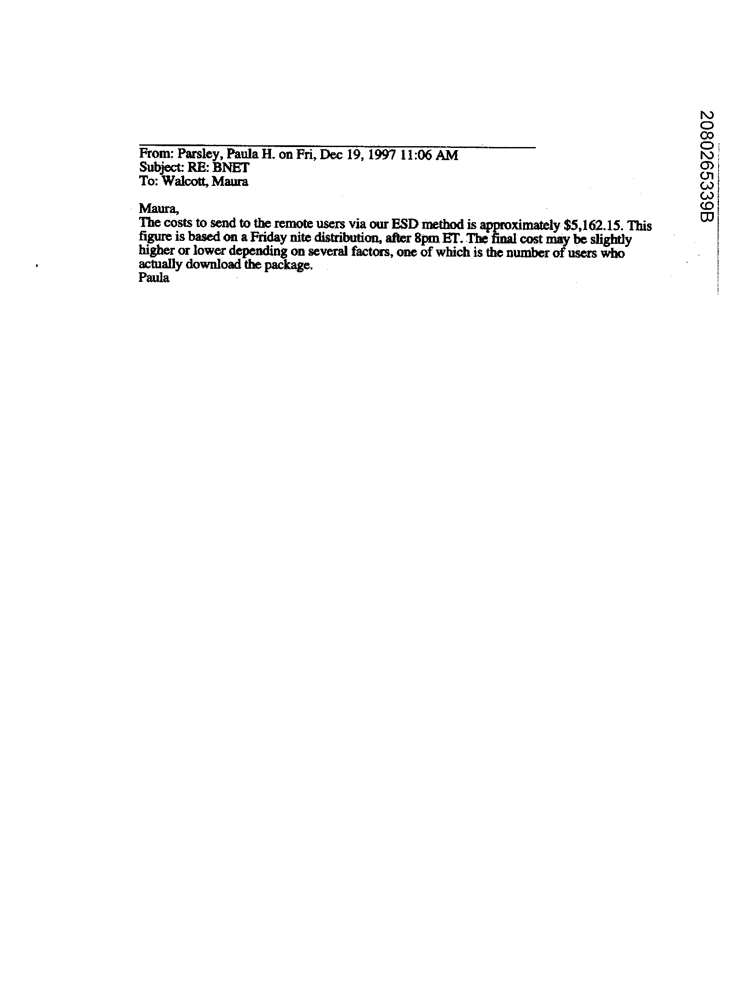 From: Parsley, Paula H. on Fri, Dec 19, 1997 11:06 AM
Subject: RE: BNET
To: Walcott, Maura
Maura,
The costs to send to the remote users via our ESD method is approximately $5,162.15. This
figure is based on a Friday nite distribution, after 8pm ET. The final cost may be slightly
higher or lower depending on several factors, one of which is the number of users who
actually download the package.
Paula
2080265339B